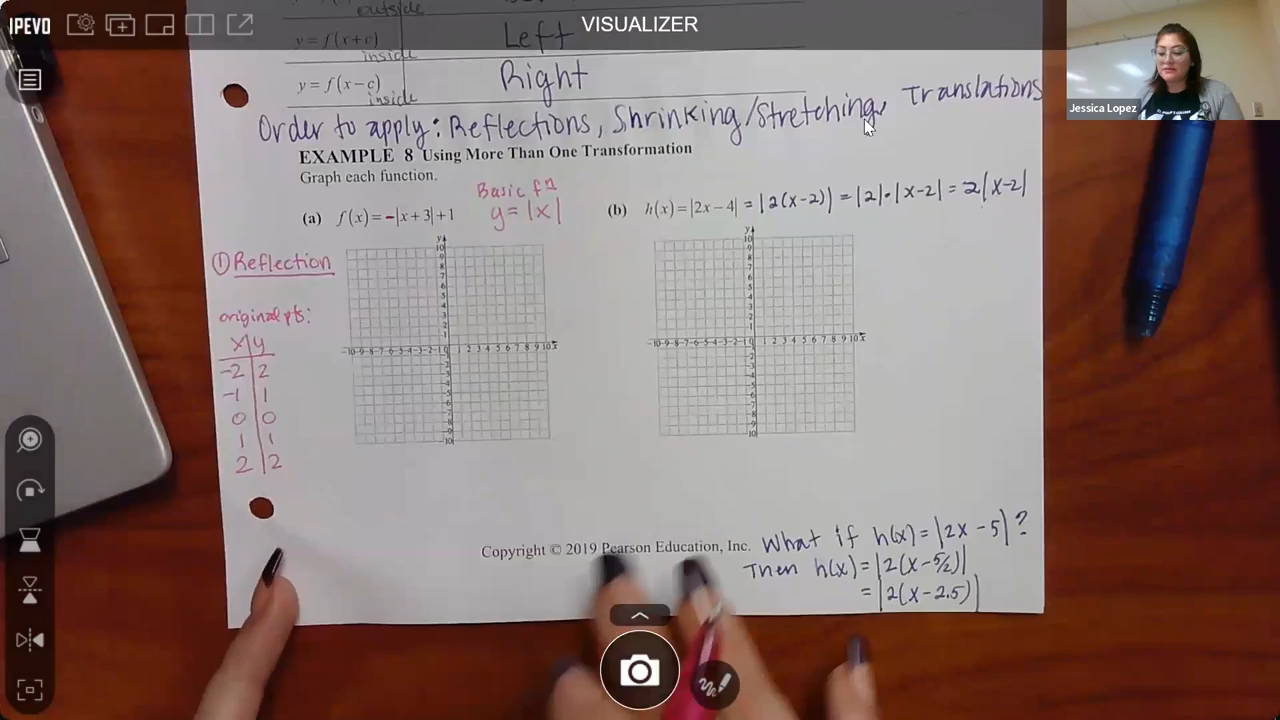 IPEVO
VISUALIZER
outside
y = f(x+c) Left
inside
y = f(x−c) Right
inside
Order to apply: Reflections, Shrinking/Stretching, Translations
Jessica Lopez
EXAMPLE 8 Using More Than One Transformation
Graph each function.
Basic fn
(a) f(x) = −|x+3|+1 y = |x|
(b) h(x) = |2x−4| = |2(x−2)| = |2|·|x−2| = 2|x−2|
① Reflection
original pts:
x y
-2 2
-1 1
0 0
1 1
2 2
Copyright © 2019 Pearson Education, Inc.
What if h(x) = |2x −5|?
Then h(x) = |2(x−5/2)|
= |2(x−2.5)|